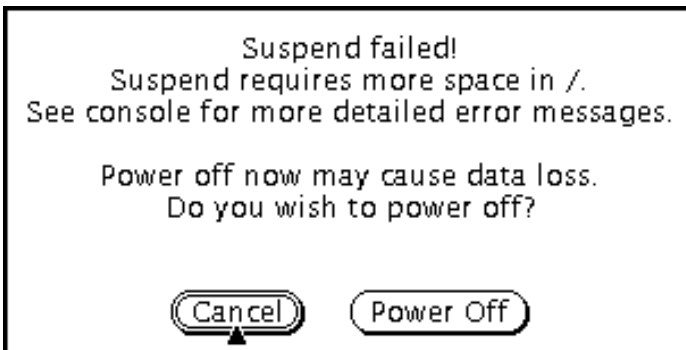 Suspend failed!
Suspend requires more space in /.
See console for more detailed error messages.
Power off now may cause data loss.
Do you wish to power off?
Cancel Power Off